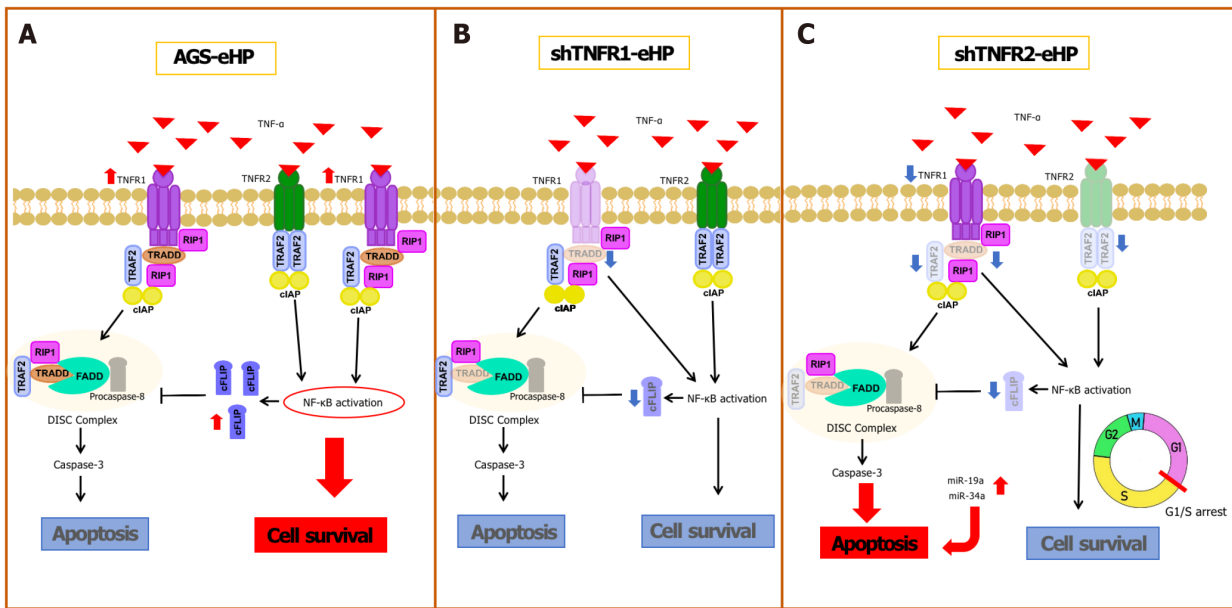 A
AGS-eHP
TNF-α
TNFR1
TNFR2
TNFR1
RIP1
TRAF2
TRADD
RIP1
cIAP
TRAF2
TRAF2
cIAP
RIP1
TRAF2
TRADD
RIP1
cIAP
TRAF2
RIP1
TRADD
FADD
Procaspase-8
DISC Complex
cFLIP
cFLIP
cFLIP
NF-κB activation
Caspase-3
Apoptosis
Cell survival
B
shTNFR1-eHP
TNF-α
TNFR1
TNFR2
RIP1
TRAF2
TRADD
RIP1
cIAP
TRAF2
TRAF2
cIAP
TRAF2
RIP1
TRADD
FADD
Procaspase-8
DISC Complex
cFLIP
NF-κB activation
Caspase-3
Apoptosis
Cell survival
C
shTNFR2-eHP
TNF-α
TNFR1
TNFR2
RIP1
TRAF2
TRADD
RIP1
cIAP
TRAF2
TRAF2
cIAP
TRAF2
RIP1
TRADD
FADD
Procaspase-8
DISC Complex
cFLIP
NF-κB activation
Caspase-3
miR-19a
miR-34a
Apoptosis
Cell survival
G2
M
G1
S
G1/S arrest